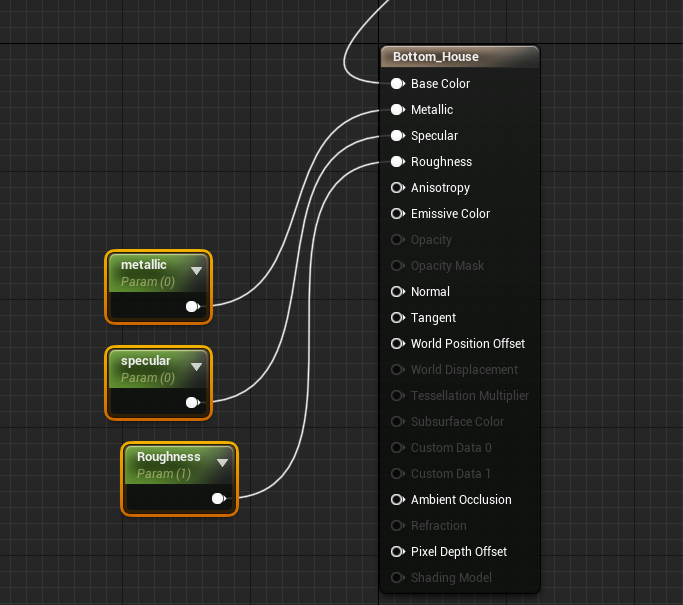 Bottom_House
Base Color
Metallic
Specular
Roughness
Anisotropy
Emissive Color
Opacity
Opacity Mask
Normal
Tangent
World Position Offset
World Displacement
Tessellation Multiplier
Subsurface Color
Custom Data 0
Custom Data 1
Ambient Occlusion
Refraction
Pixel Depth Offset
Shading Model
metallic
Param (0)
specular
Param (0)
Roughness
Param (1)